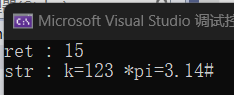 Microsoft Visual Studio 调试控
ret : 15
str : k=123 *pi=3.14#